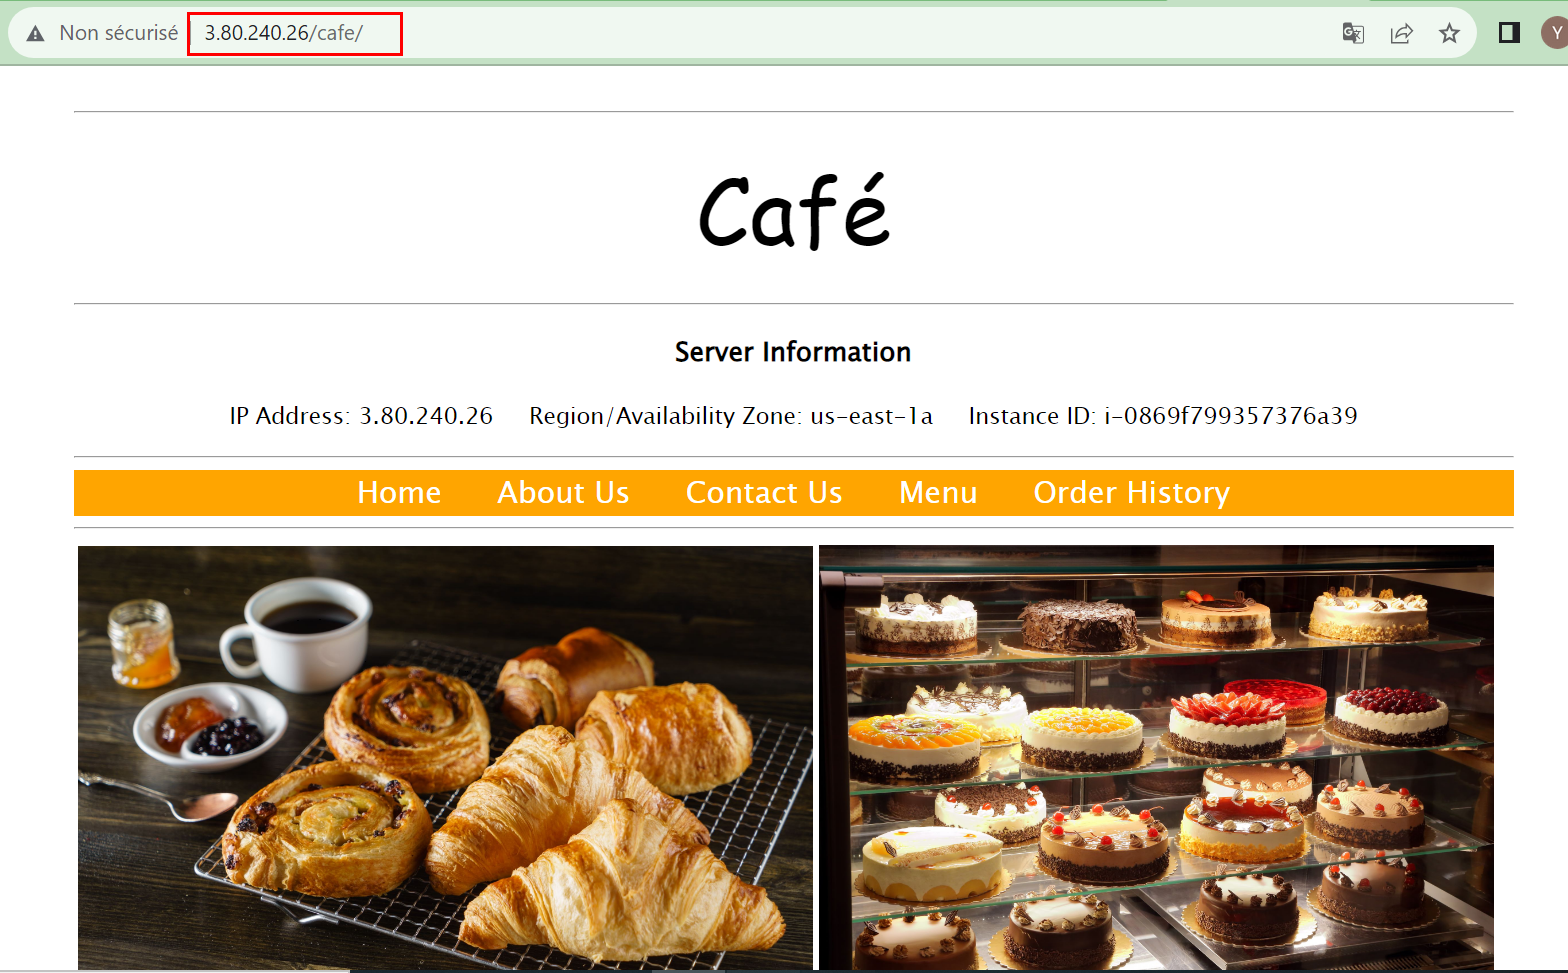 Non sécurisé 3.80.240.26/cafe/
Y
Café
Server Information
IP Address: 3.80.240.26 Region/Availability Zone: us-east-1a Instance ID: i-0869f799357376a39
Home About Us Contact Us Menu Order History